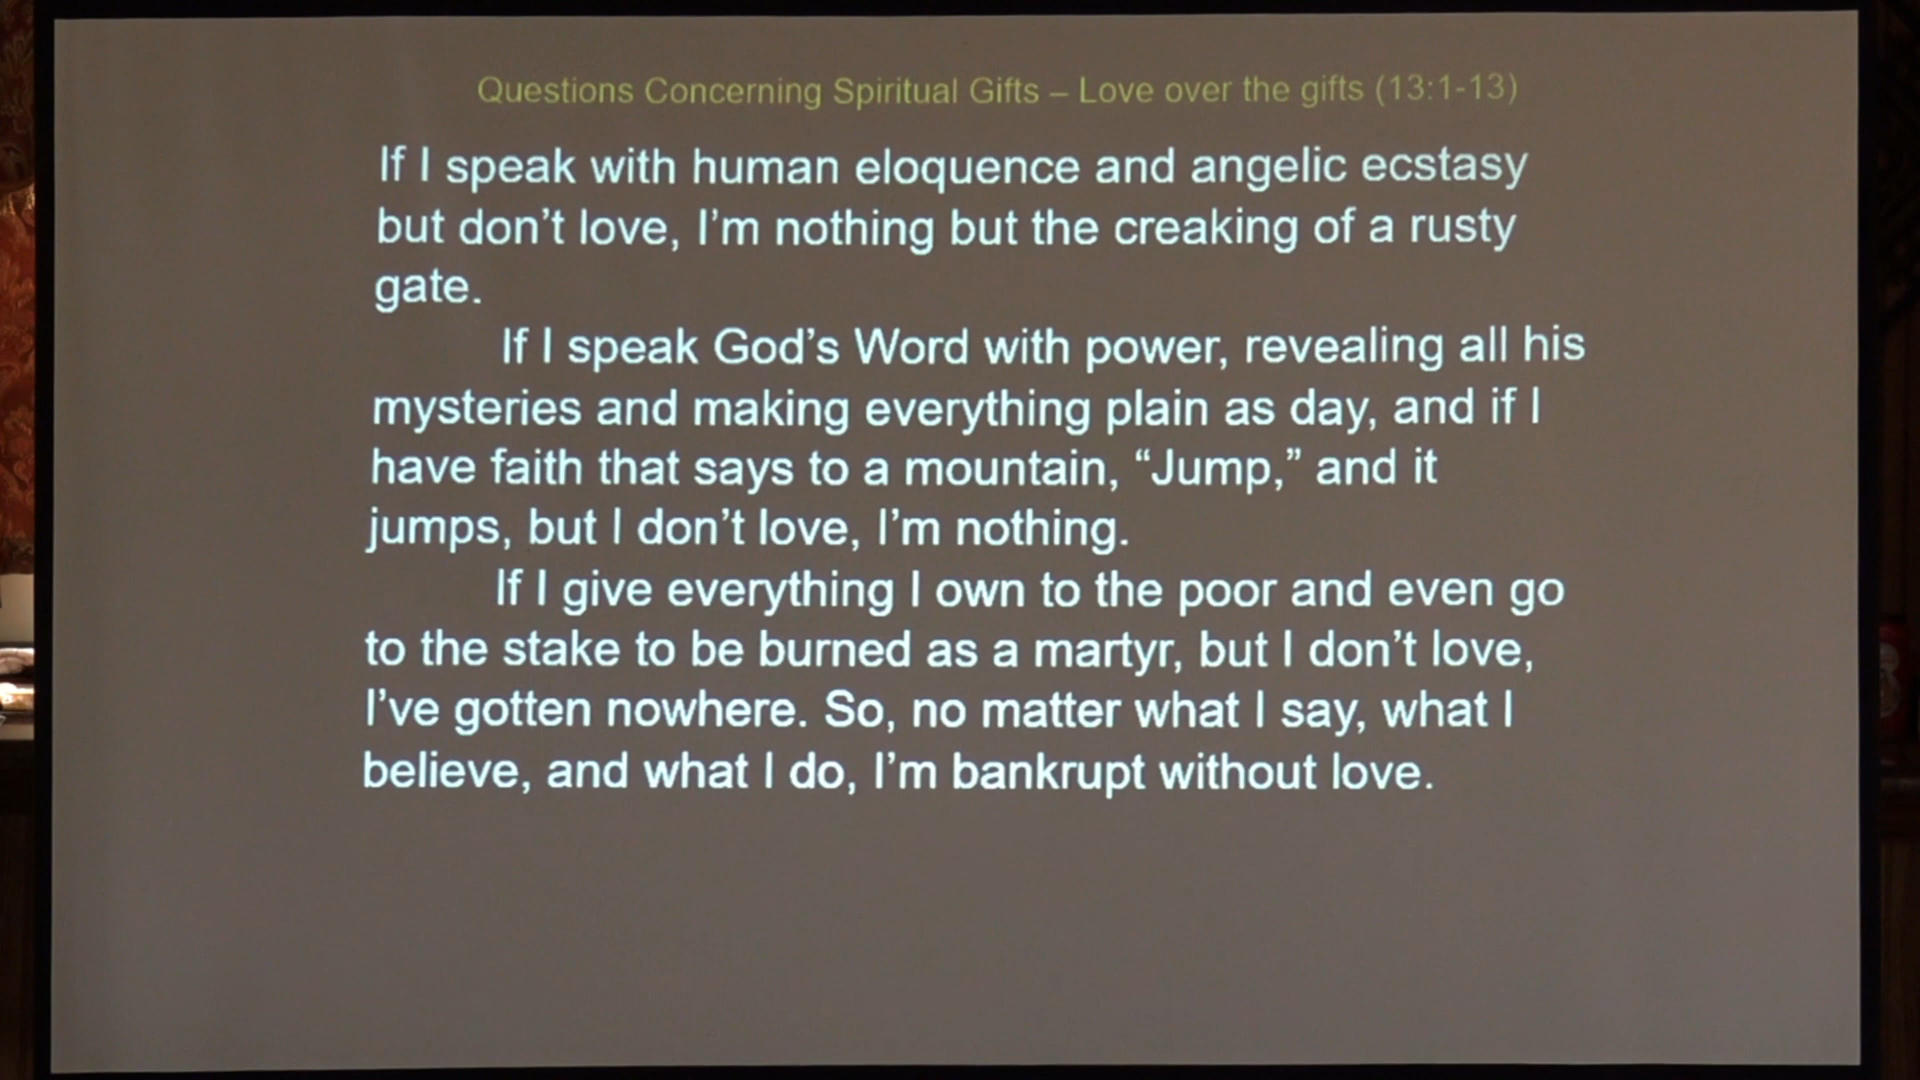 Questions Concerning Spiritual Gifts – Love over the gifts (13:1-13)
If I speak with human eloquence and angelic ecstasy
but don’t love, I’m nothing but the creaking of a rusty
gate.
If I speak God’s Word with power, revealing all his
mysteries and making everything plain as day, and if I
have faith that says to a mountain, “Jump,” and it
jumps, but I don’t love, I’m nothing.
If I give everything I own to the poor and even go
to the stake to be burned as a martyr, but I don’t love,
I’ve gotten nowhere. So, no matter what I say, what I
believe, and what I do, I’m bankrupt without love.